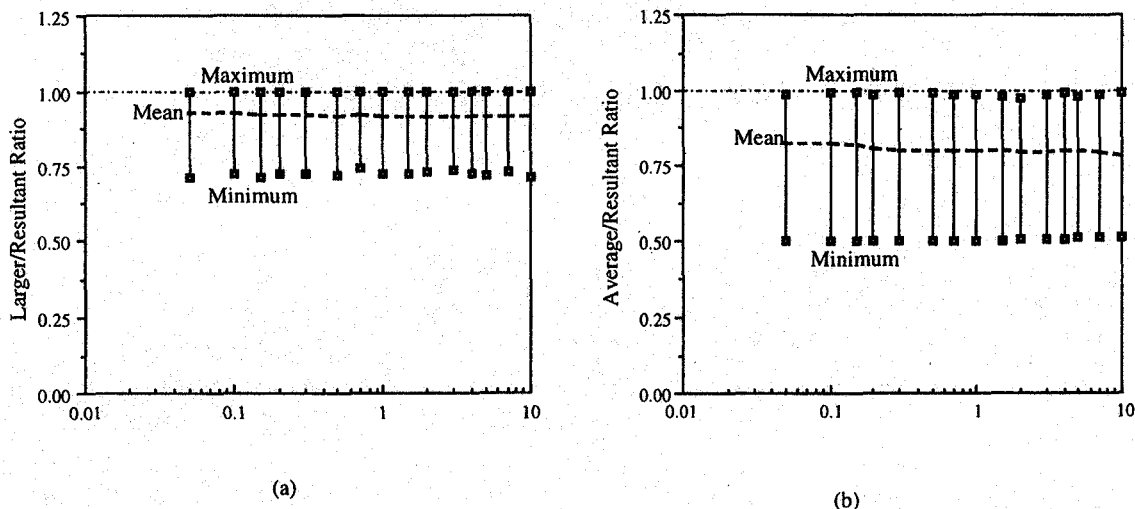 Larger/Resultant Ratio
1.25
1.00
0.75
0.50
0.25
0.00
Maximum
Mean
Minimum
0.01
0.1
1
10
(a)
Average/Resultant Ratio
1.25
1.00
0.75
0.50
0.25
0.00
Maximum
Mean
Minimum
0.01
0.1
1
10
(b)